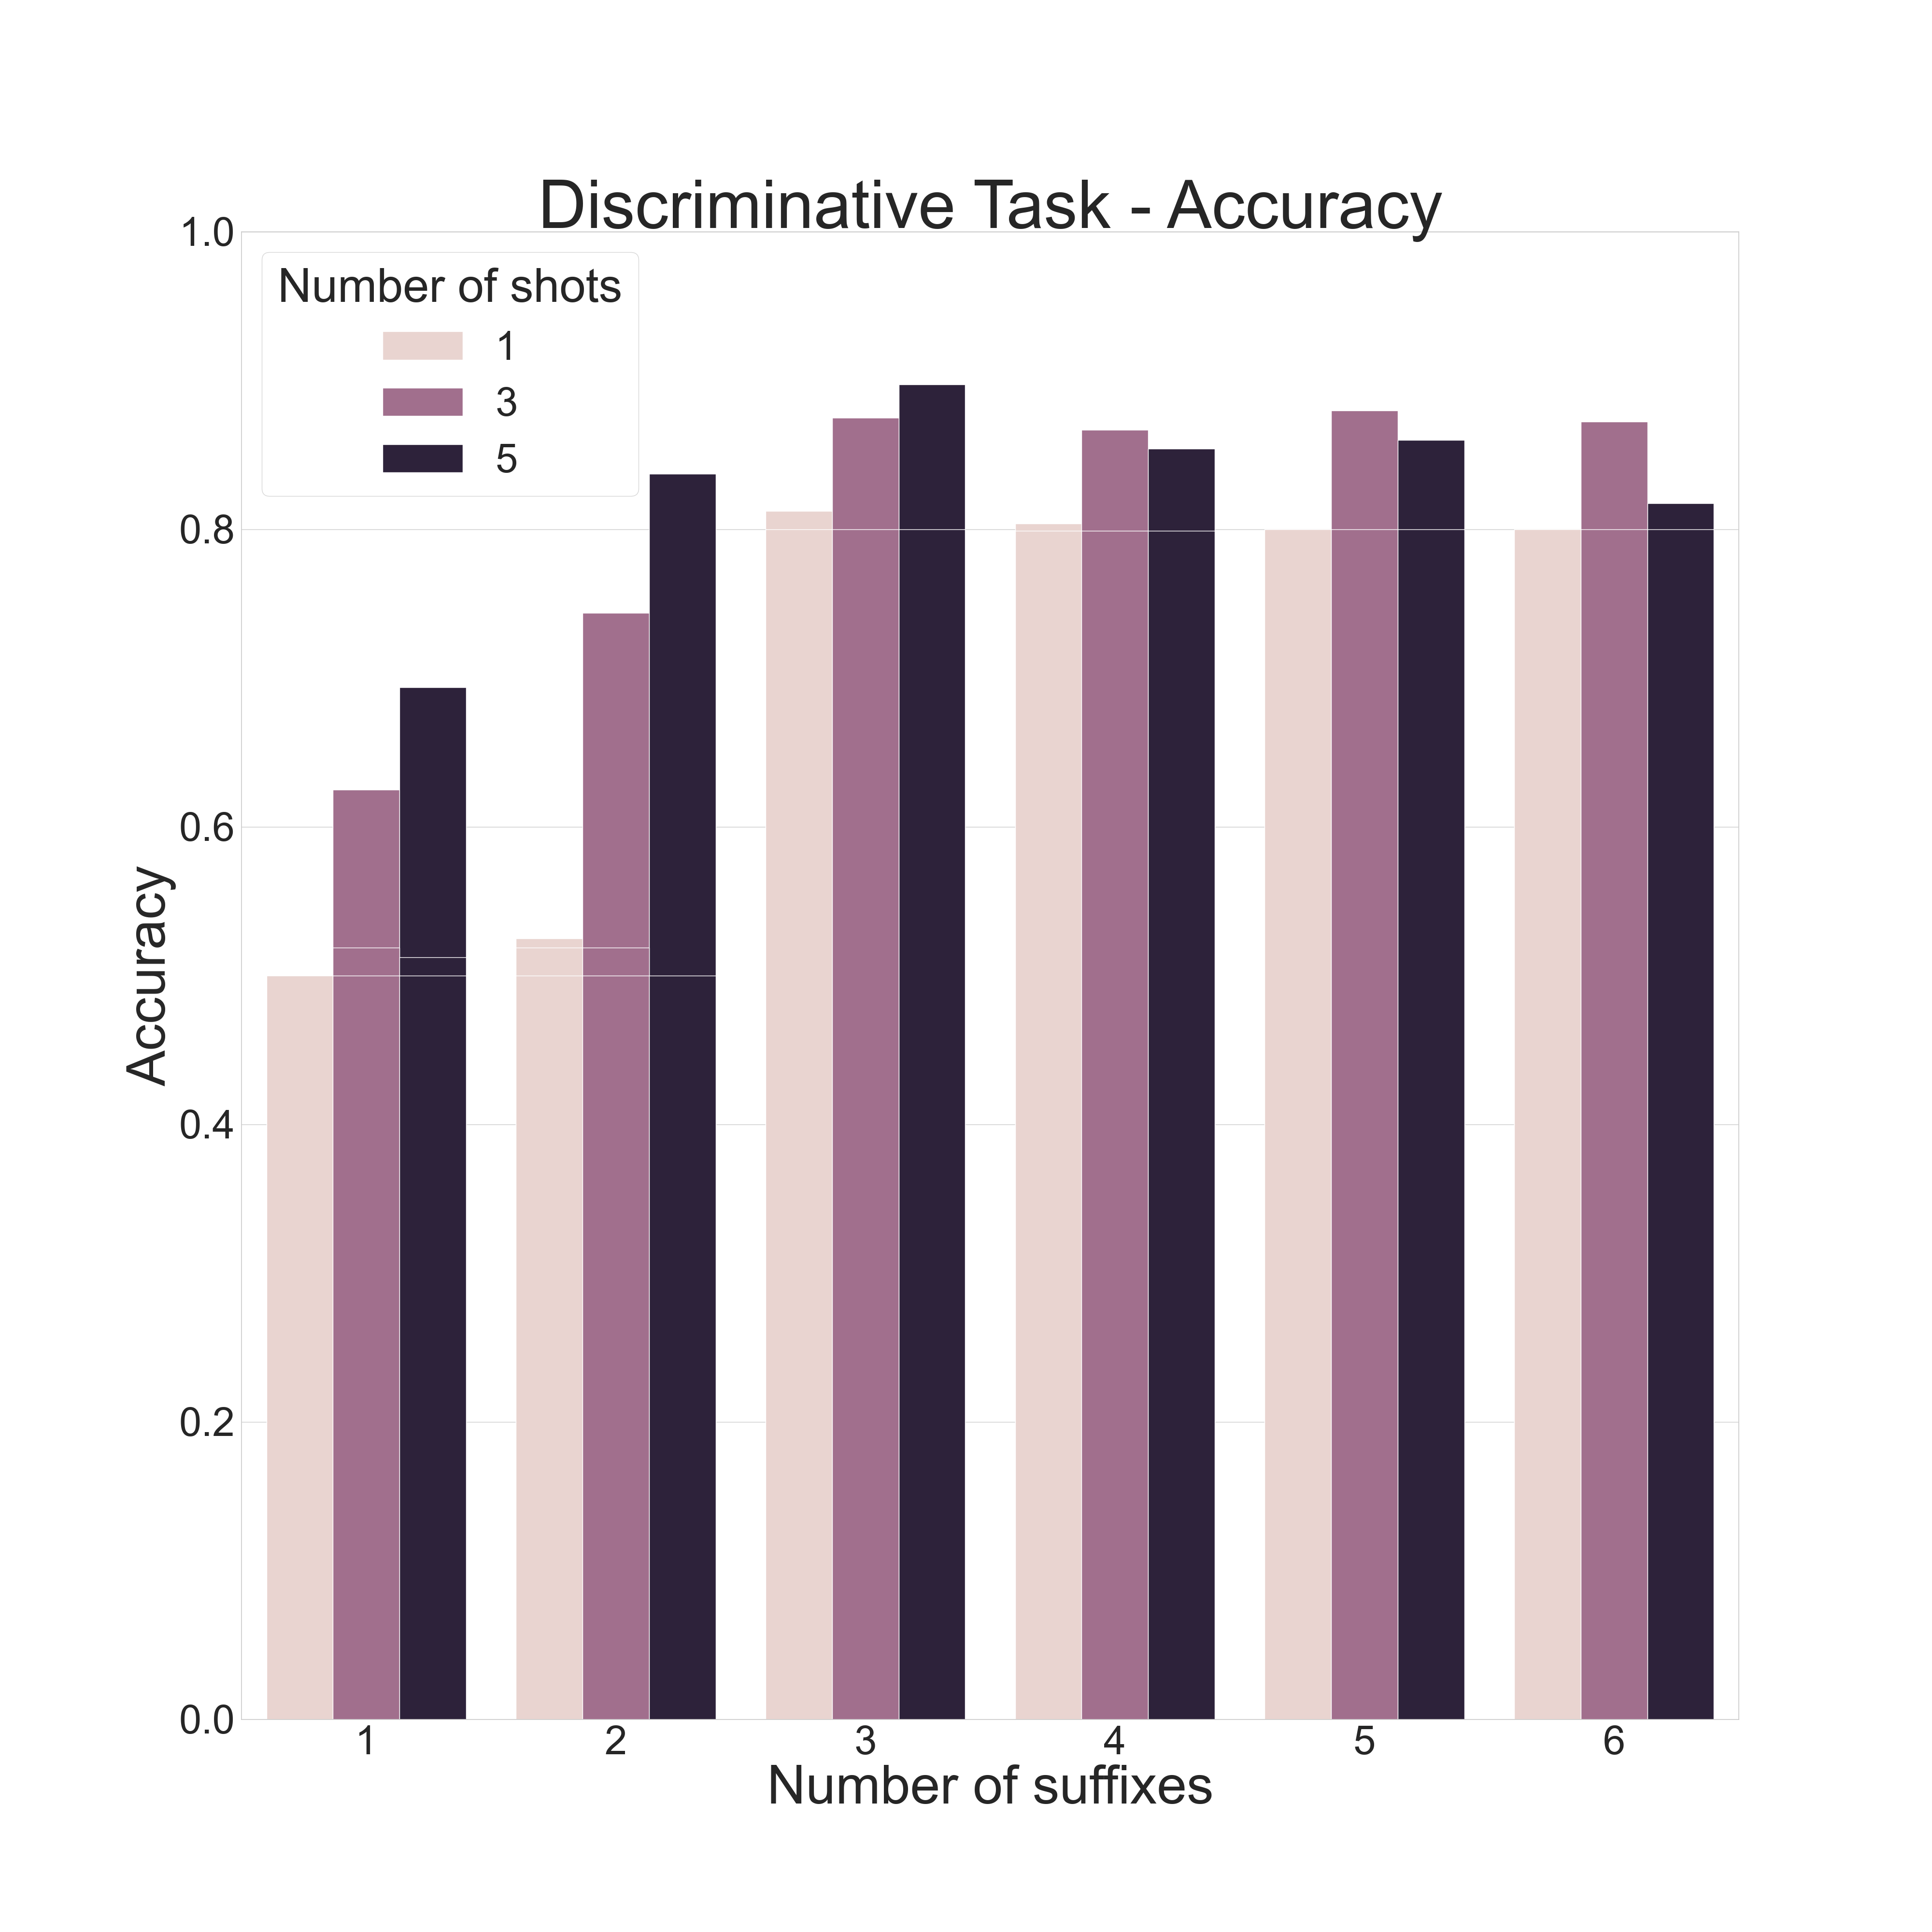 Discriminative Task - Accuracy
Number of shots
1
3
5
1.0
0.8
0.6
0.4
0.2
0.0
Accuracy
1 2 3 4 5 6
Number of suffixes